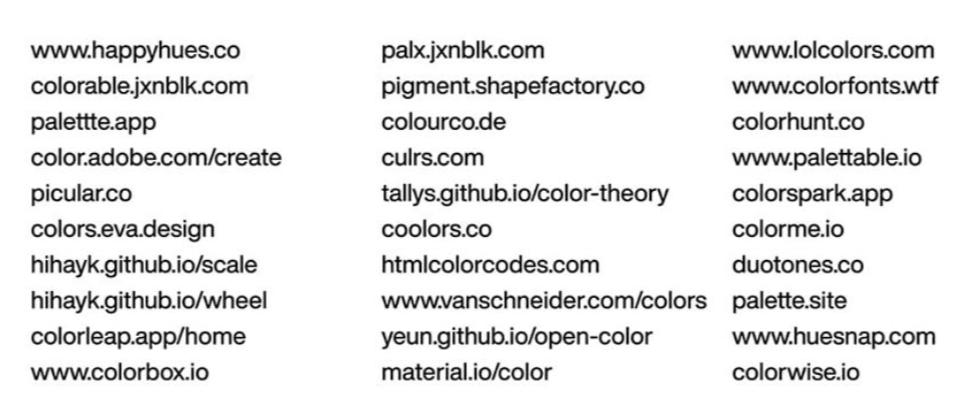 www.happyhues.co
colorable.jxnblk.com
palettte.app
color.adobe.com/create
picular.co
colors.eva.design
hihayk.github.io/scale
hihayk.github.io/wheel
colorleap.app/home
www.colorbox.io
palx.jxnblk.com
pigment.shapefactory.co
colourco.de
culrs.com
tallys.github.io/color-theory
coolors.co
htmlcolorcodes.com
www.vanschneider.com/colors
yeun.github.io/open-color
material.io/color
www.lolcolors.com
www.colorfonts.wtf
colorhunt.co
www.palettable.io
colorspark.app
colorme.io
duotones.co
palette.site
www.huesnap.com
colorwise.io